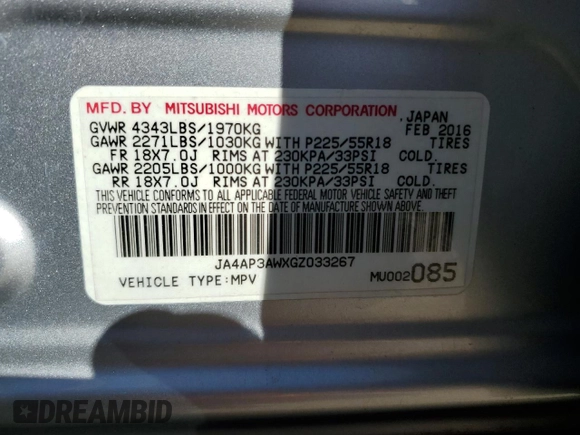 MFD. BY MITSUBISHI MOTORS CORPORATION, JAPAN
GVWR 4343LBS/1970KG FEB 2016
GAWR 2271LBS/1030KG WITH P225/55R18 TIRES
FR 18X7.0J RIMS AT 230KPA/33PSI COLD.
GAWR 2205LBS/1000KG WITH P225/55R18 TIRES
RR 18X7.0J RIMS AT 230KPA/33PSI COLD.
THIS VEHICLE CONFORMS TO ALL APPLICABLE FEDERAL MOTOR VEHICLE SAFETY AND THEFT
PREVENTION STANDARDS IN EFFECT ON THE DATE OF MANUFACTURE SHOWN ABOVE.
JA4AP3AWXGZ033267
VEHICLE TYPE:MPV MU002085
DREAMBID